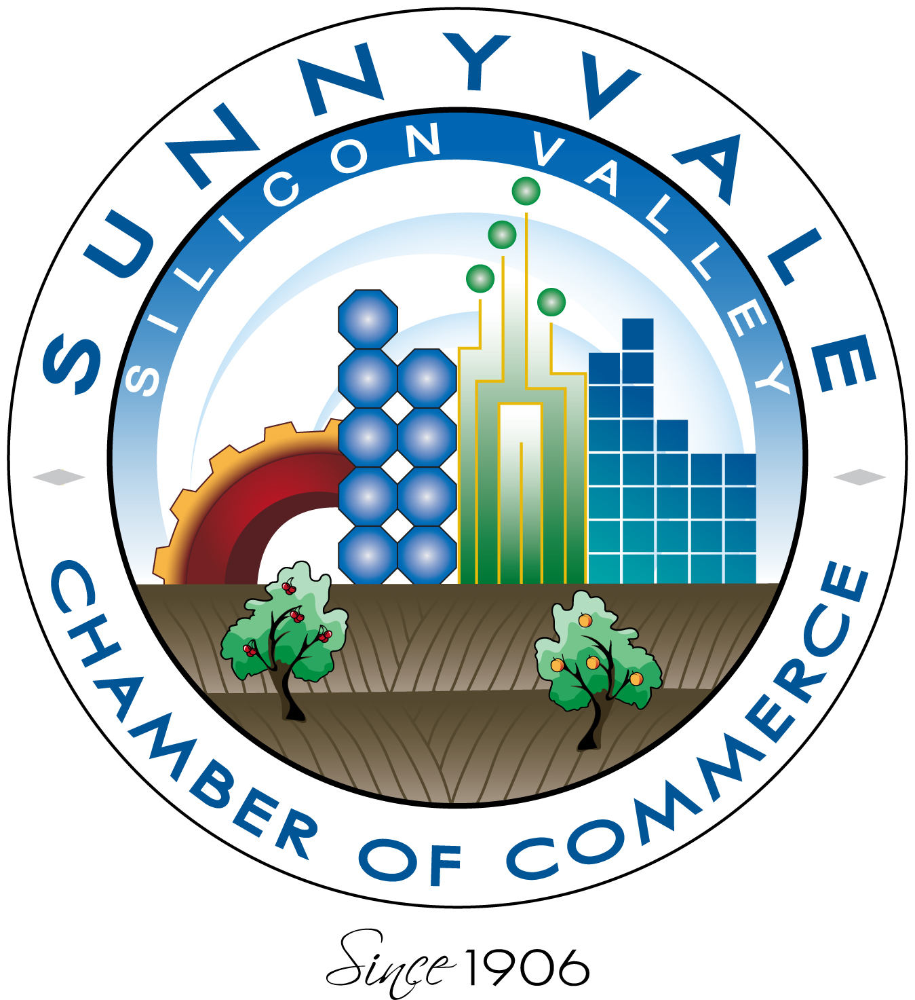 SUNNYVALE
SILICON VALLEY
CHAMBER OF COMMERCE
Since 1906